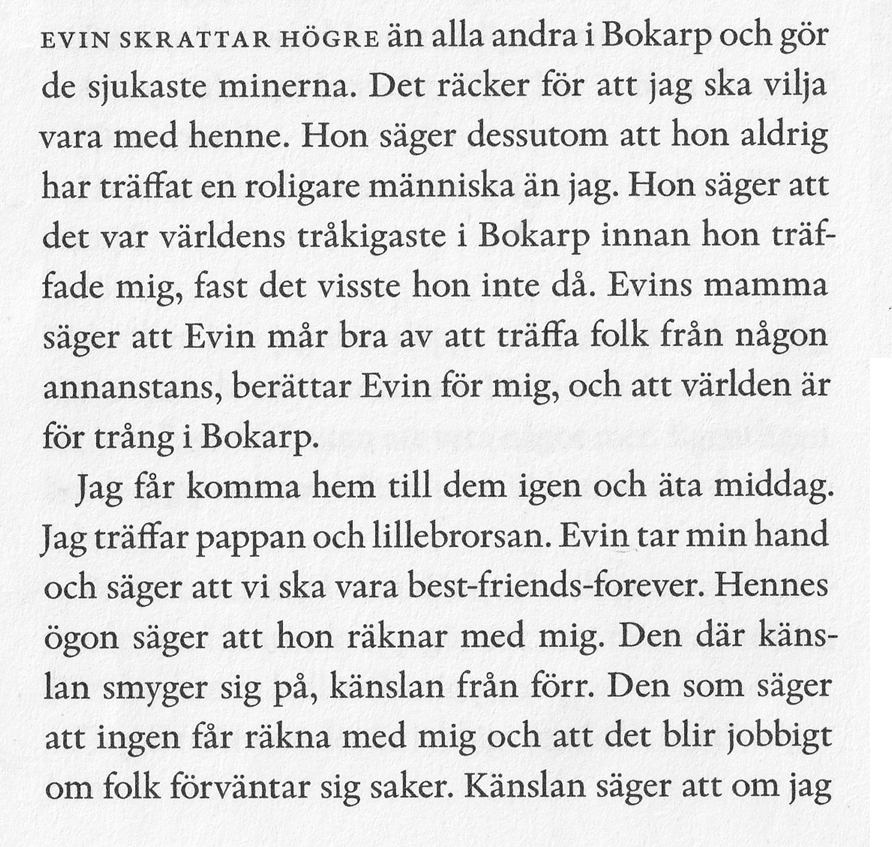 EVIN SKRATTAR HÖGRE än alla andra i Bokarp och gör
de sjukaste minerna. Det räcker för att jag ska vilja
vara med henne. Hon säger dessutom att hon aldrig
har träffat en roligare människa än jag. Hon säger att
det var världens tråkigaste i Bokarp innan hon träf-
fade mig, fast det visste hon inte då. Evins mamma
säger att Evin mår bra av att träffa folk från någon
annanstans, berättar Evin för mig, och att världen är
för trång i Bokarp.
Jag får komma hem till dem igen och äta middag.
Jag träffar pappan och lillebrorsan. Evin tar min hand
och säger att vi ska vara best-friends-forever. Hennes
ögon säger att hon räknar med mig. Den där käns-
lan smyger sig på, känslan från förr. Den som säger
att ingen får räkna med mig och att det blir jobbigt
om folk förväntar sig saker. Känslan säger att om jag